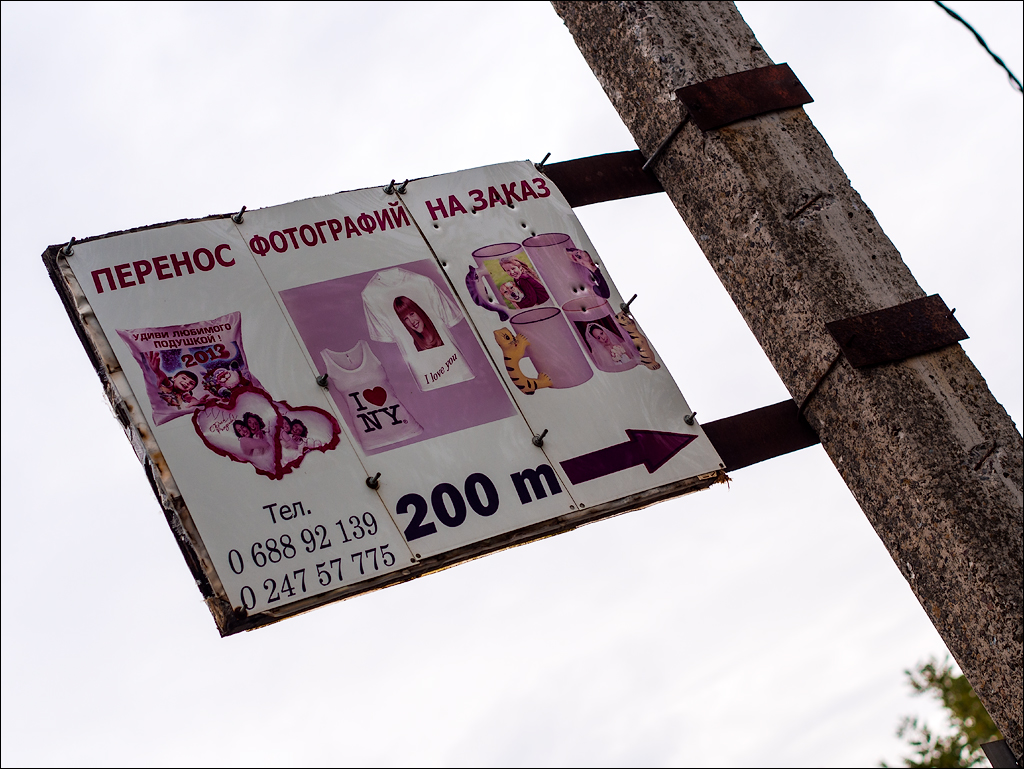 ПЕРЕНОС ФОТОГРАФИЙ НА ЗАКАЗ
УДИВИ ЛЮБИМОГО
ПОДУШКОЙ !
2013
I love you
I ♥
NY.
Тел.
0 688 92 139
0 247 57 775
200 m